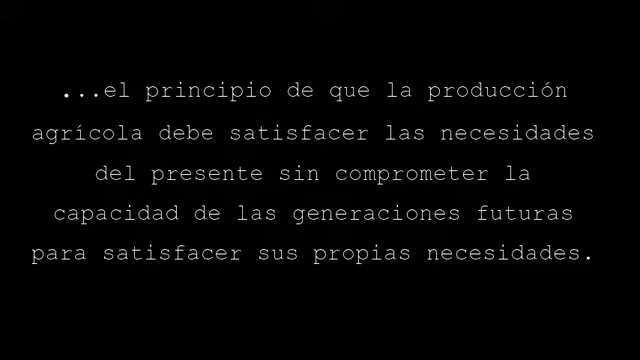 ...el principio de que la producción
agrícola debe satisfacer las necesidades
del presente sin comprometer la
capacidad de las generaciones futuras
para satisfacer sus propias necesidades.